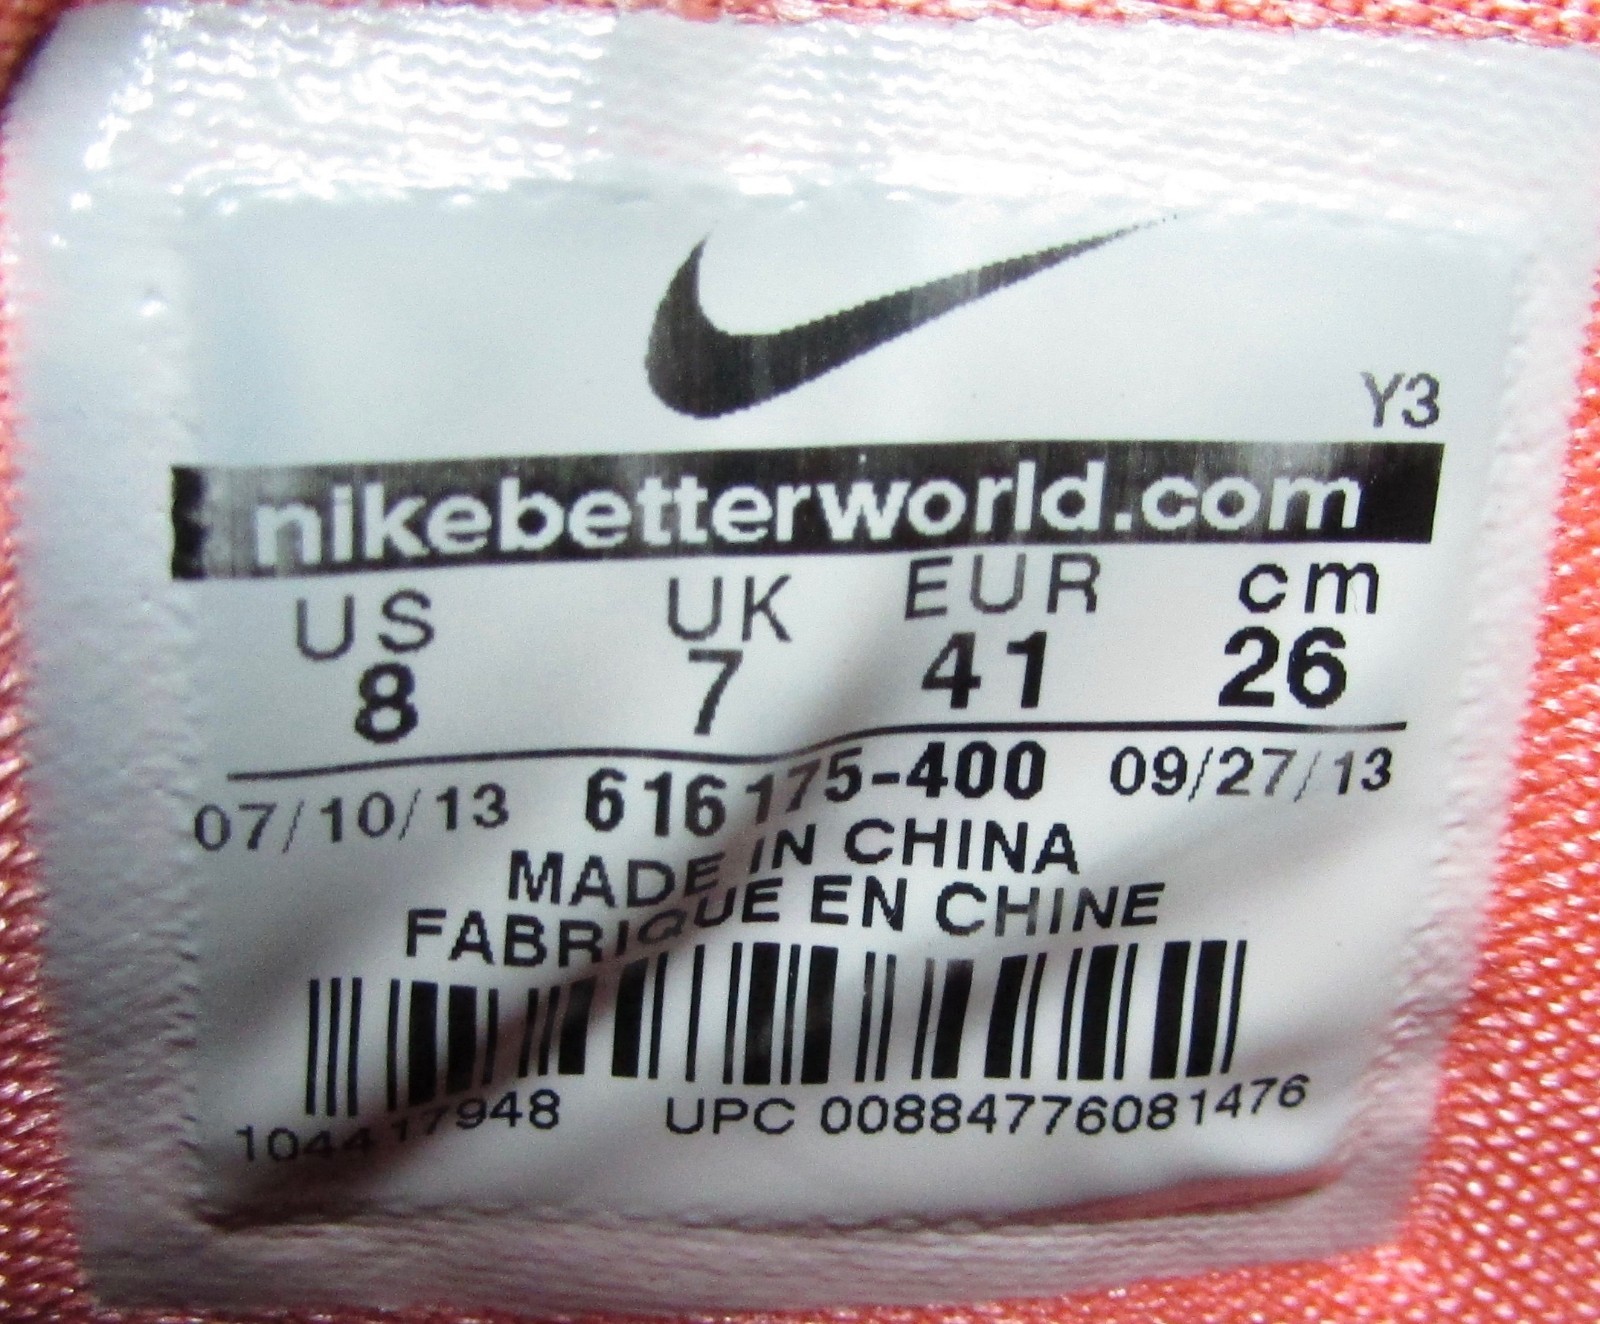 Y3
nikebetterworld.com
US UK EUR cm
8 7 41 26
07/10/13 616175-400 09/27/13
MADE IN CHINA
FABRIQUE EN CHINE
104417948 UPC 00884776081476